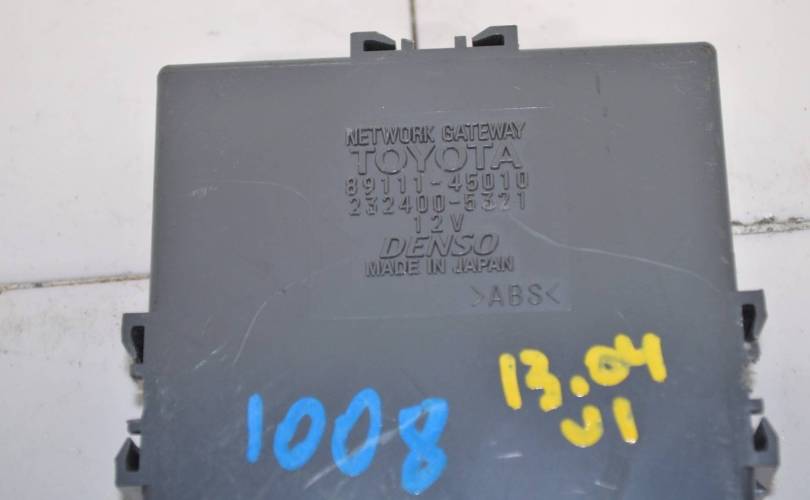 NETWORK GATEWAY
TOYOTA
89111-45010
232400-5321
12V
DENSO
MADE IN JAPAN
>ABS<
13.04
1008